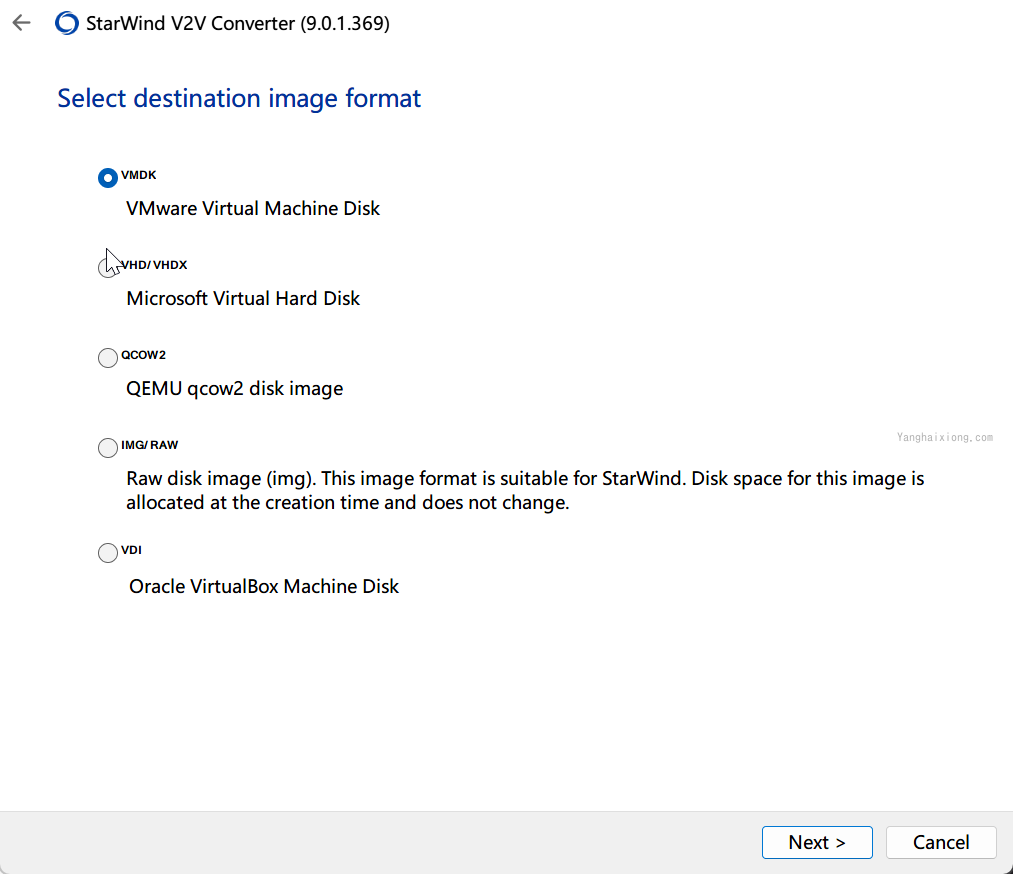 StarWind V2V Converter (9.0.1.369)
Select destination image format
VMDK
VMware Virtual Machine Disk
VHD/VHDX
Microsoft Virtual Hard Disk
QCOW2
QEMU qcow2 disk image
IMG/RAW
Yanghaixiong.com
Raw disk image (img). This image format is suitable for StarWind. Disk space for this image is
allocated at the creation time and does not change.
VDI
Oracle VirtualBox Machine Disk
Next >
Cancel